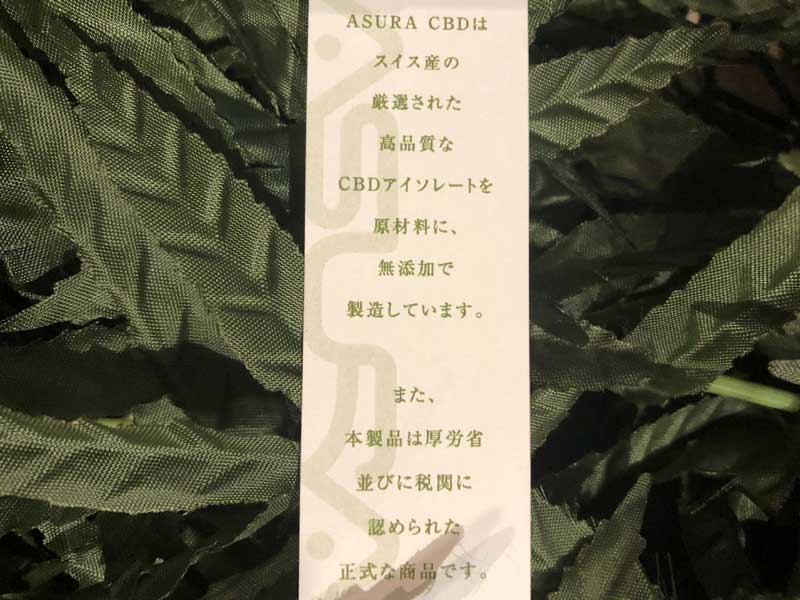 ASURA CBDは
スイス産の
厳選された
高品質な
CBDアイソレートを
原材料に、
無添加で
製造しています。
また、
本製品は厚労省
並びに税関に
認められた
正式な商品です。